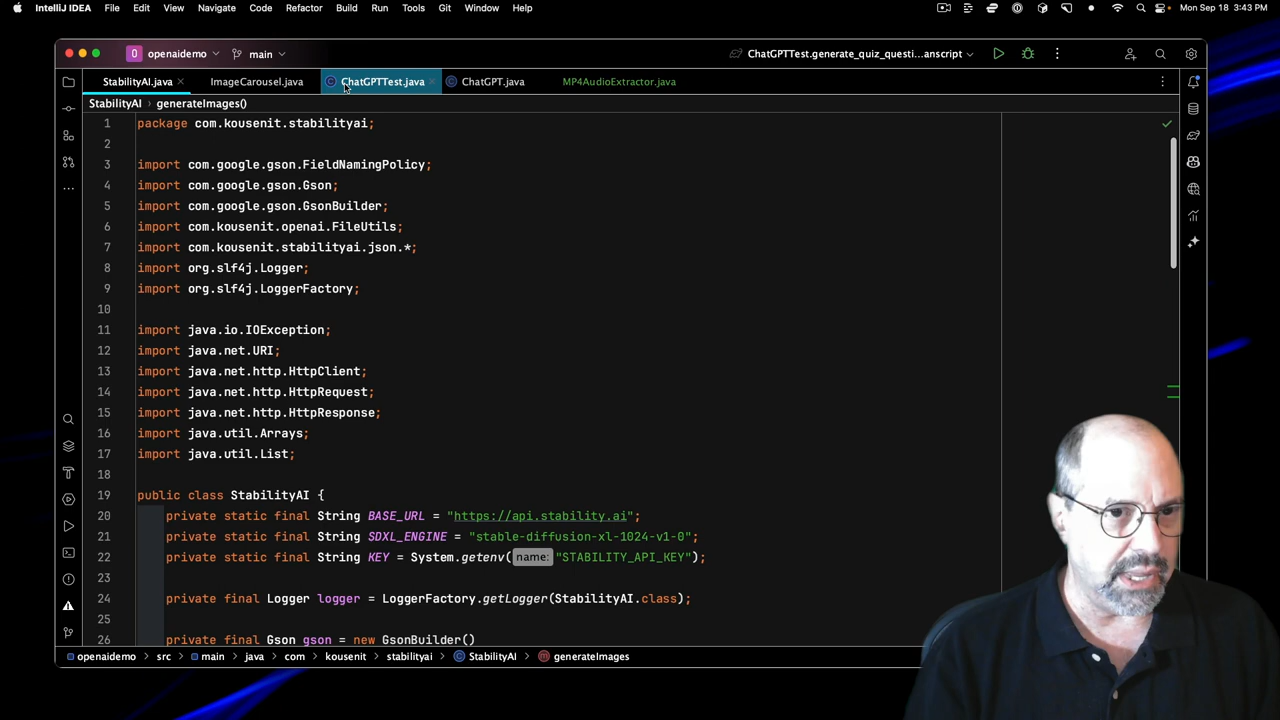 IntelliJ IDEA File Edit View Navigate Code Refactor Build Run Tools Git Window Help Mon Sep 18 3:43 PM
O openaidemo main ChatGPTTest.generate_quiz_questi...anscript
StabilityAI.java ImageCarousel.java ChatGPTTest.java ChatGPT.java MP4AudioExtractor.java
StabilityAI > generateImages()
1 package com.kousenit.stabilityai;
2
3 import com.google.gson.FieldNamingPolicy;
4 import com.google.gson.Gson;
5 import com.google.gson.GsonBuilder;
6 import com.kousenit.openai.FileUtils;
7 import com.kousenit.stabilityai.json.*;
8 import org.slf4j.Logger;
9 import org.slf4j.LoggerFactory;
10
11 import java.io.IOException;
12 import java.net.URI;
13 import java.net.http.HttpClient;
14 import java.net.http.HttpRequest;
15 import java.net.http.HttpResponse;
16 import java.util.Arrays;
17 import java.util.List;
18
19 public class StabilityAI {
20 private static final String BASE_URL = "https://api.stability.ai";
21 private static final String SDXL_ENGINE = "stable-diffusion-xl-1024-v1-0";
22 private static final String KEY = System.getenv( name: "STABILITY_API_KEY");
23
24 private final Logger logger = LoggerFactory.getLogger(StabilityAI.class);
25
26 private final Gson gson = new GsonBuilder()
openaidemo > src > main > java > com > kousenit > stabilityai > StabilityAI > generateImages